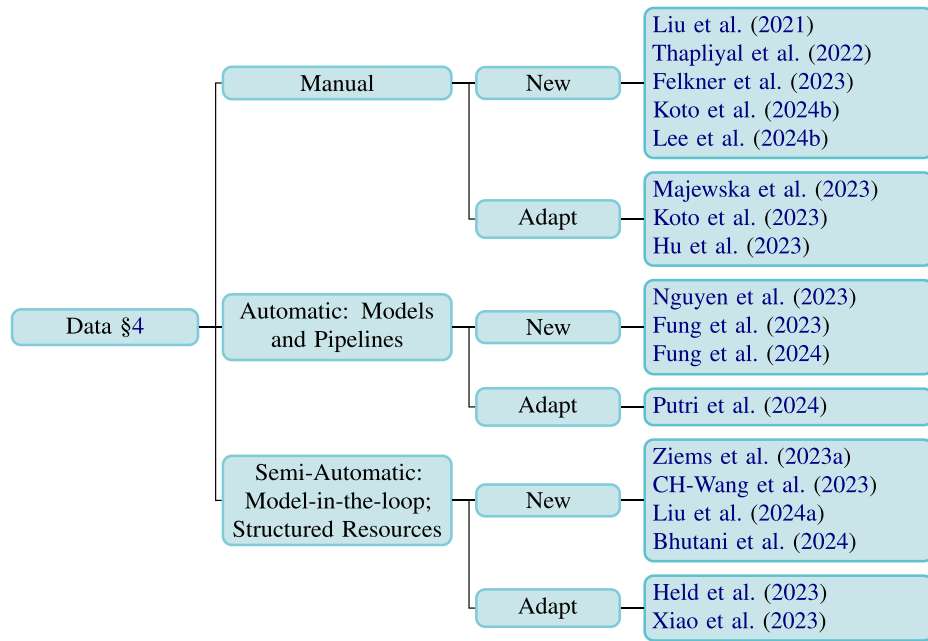 Data §4
Manual
New
Liu et al. (2021)
Thapliyal et al. (2022)
Felkner et al. (2023)
Koto et al. (2024b)
Lee et al. (2024b)
Adapt
Majewska et al. (2023)
Koto et al. (2023)
Hu et al. (2023)
Automatic: Models
and Pipelines
New
Nguyen et al. (2023)
Fung et al. (2023)
Fung et al. (2024)
Adapt
Putri et al. (2024)
Semi-Automatic:
Model-in-the-loop;
Structured Resources
New
Ziems et al. (2023a)
CH-Wang et al. (2023)
Liu et al. (2024a)
Bhutani et al. (2024)
Adapt
Held et al. (2023)
Xiao et al. (2023)